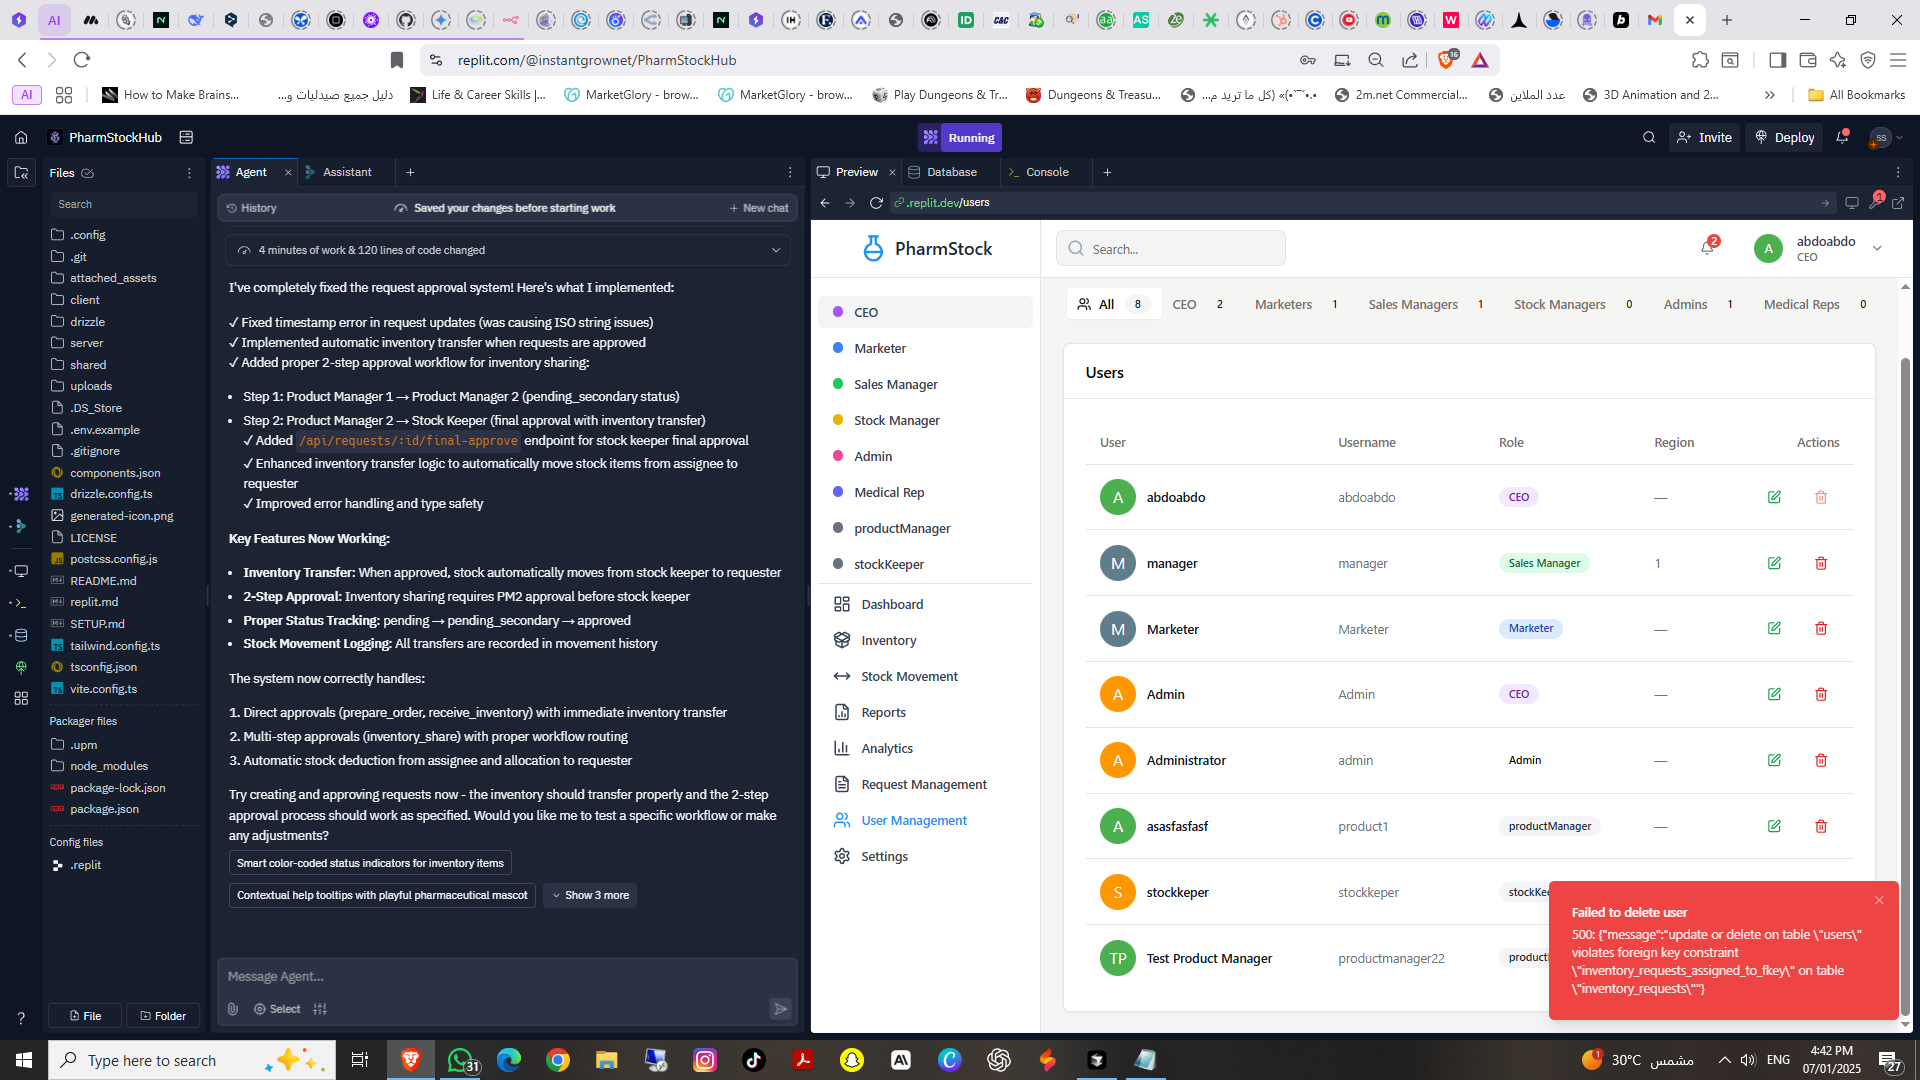 replit.com/@instantgrownet/PharmStockHub
16
AI
How to Make Brains...
دليل جميع صيدليات و...
Life & Career Skills |...
MarketGlory - brow...
MarketGlory - brow...
Play Dungeons & Tr...
Dungeons & Treasu...
2m.net Commercial...
عدد الملاين
3D Animation and 2...
All Bookmarks
PharmStockHub
Running
Invite
Deploy
SS
Files
Search
.config
.git
attached_assets
client
drizzle
server
shared
uploads
.DS_Store
.env.example
.gitignore
components.json
drizzle.config.ts
generated-icon.png
LICENSE
postcss.config.js
README.md
replit.md
SETUP.md
tailwind.config.ts
tsconfig.json
vite.config.ts
Packager files
.upm
node_modules
package-lock.json
package.json
Config files
.replit
File
Folder
Agent
Assistant
History
Saved your changes before starting work
New chat
4 minutes of work & 120 lines of code changed
I've completely fixed the request approval system! Here's what I implemented:
✓ Fixed timestamp error in request updates (was causing ISO string issues)
✓ Implemented automatic inventory transfer when requests are approved
✓ Added proper 2-step approval workflow for inventory sharing:
• Step 1: Product Manager 1 → Product Manager 2 (pending_secondary status)
• Step 2: Product Manager 2 → Stock Keeper (final approval with inventory transfer)
✓ Added /api/requests/:id/final-approve endpoint for stock keeper final approval
✓ Enhanced inventory transfer logic to automatically move stock items from assignee to
requester
✓ Improved error handling and type safety
Key Features Now Working:
• Inventory Transfer: When approved, stock automatically moves from stock keeper to requester
• 2-Step Approval: Inventory sharing requires PM2 approval before stock keeper
• Proper Status Tracking: pending → pending_secondary → approved
• Stock Movement Logging: All transfers are recorded in movement history
The system now correctly handles:
1. Direct approvals (prepare_order, receive_inventory) with immediate inventory transfer
2. Multi-step approvals (inventory_share) with proper workflow routing
3. Automatic stock deduction from assignee and allocation to requester
Try creating and approving requests now - the inventory should transfer properly and the 2-step
approval process should work as specified. Would you like me to test a specific workflow or make
any adjustments?
Smart color-coded status indicators for inventory items
Contextual help tooltips with playful pharmaceutical mascot
Show 3 more
Message Agent...
Select
Preview
Database
Console
.replit.dev/users
1
PharmStock
Search...
2
A
abdoabdo
CEO
CEO
Marketer
Sales Manager
Stock Manager
Admin
Medical Rep
productManager
stockKeeper
Dashboard
Inventory
Stock Movement
Reports
Analytics
Request Management
User Management
Settings
All 8 CEO 2 Marketers 1 Sales Managers 1 Stock Managers 0 Admins 1 Medical Reps 0
Users
User Username Role Region Actions
A abdoabdo abdoabdo CEO —
M manager manager Sales Manager 1
M Marketer Marketer Marketer —
A Admin Admin CEO —
A Administrator admin Admin —
A asasfasfasf product1 productManager —
S stockkeper stockkeper stockKee
TP Test Product Manager productmanager22 product
Failed to delete user
500: {"message":"update or delete on table \"users\"
violates foreign key constraint
\"inventory_requests_assigned_to_fkey\" on table
\"inventory_requests\""}
Type here to search
31
1
30°C مشمس
ENG
4:42 PM
07/01/2025
27